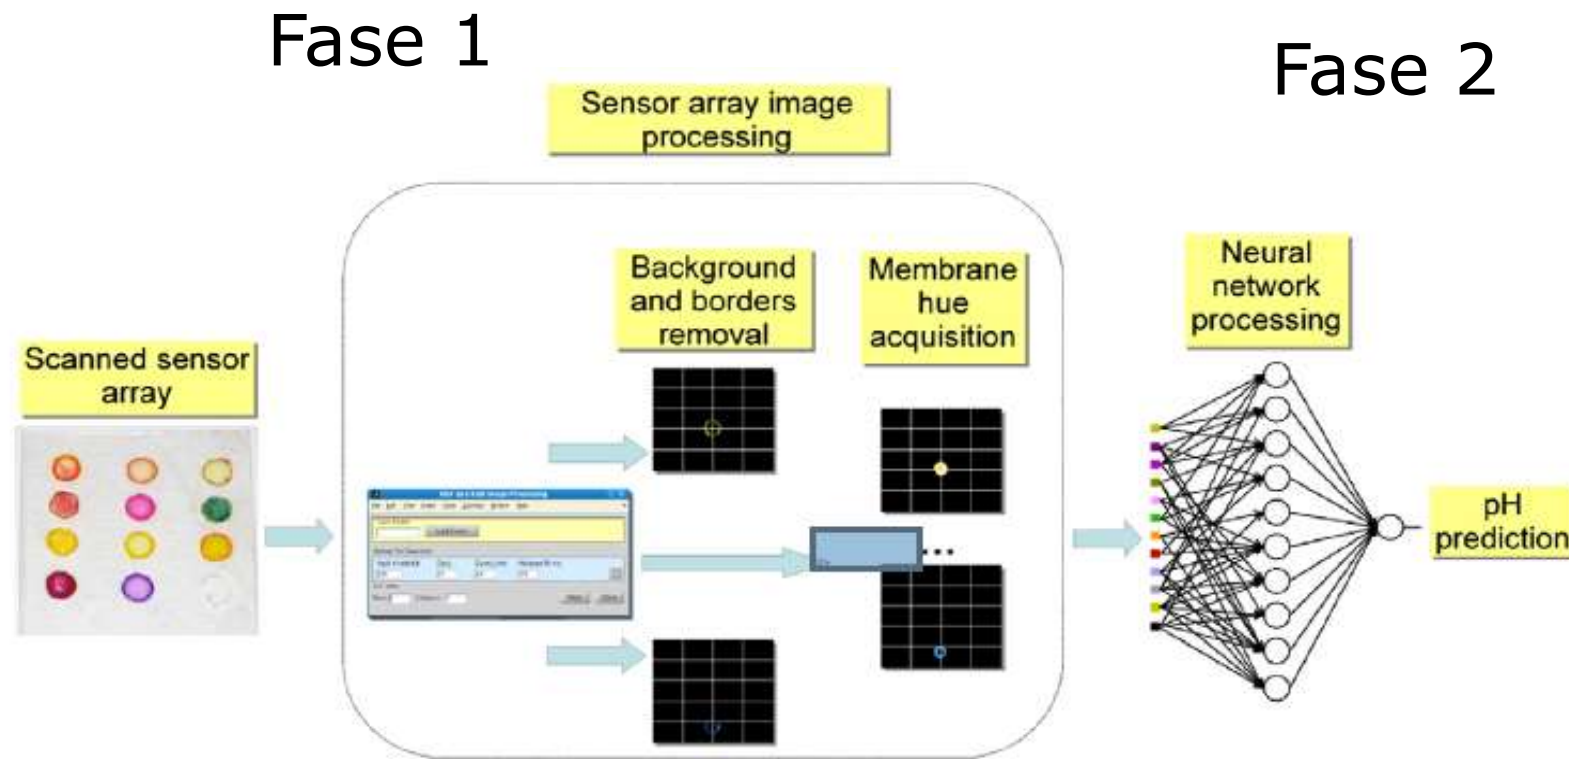 Fase 1
Fase 2
Sensor array image
processing
Background
and borders
removal
Membrane
hue
acquisition
Neural
network
processing
Scanned sensor
array
pH
prediction